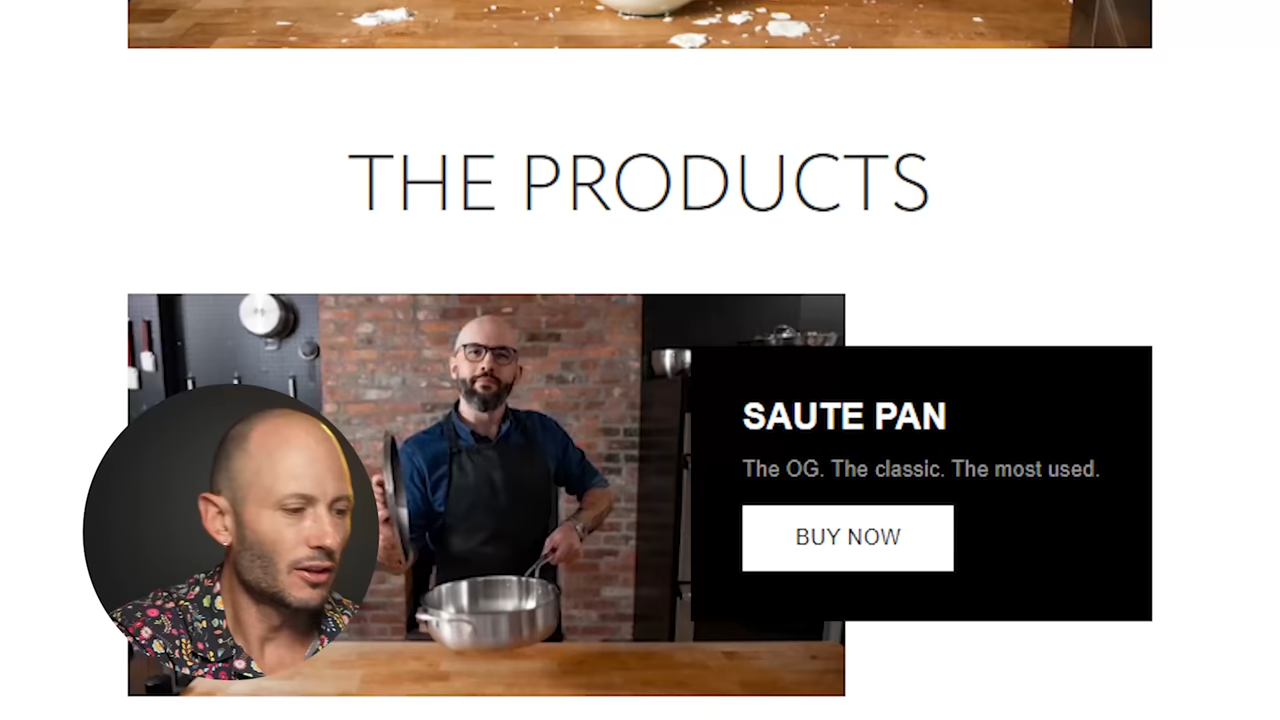 THE PRODUCTS
SAUTE PAN
The OG. The classic. The most used.
BUY NOW